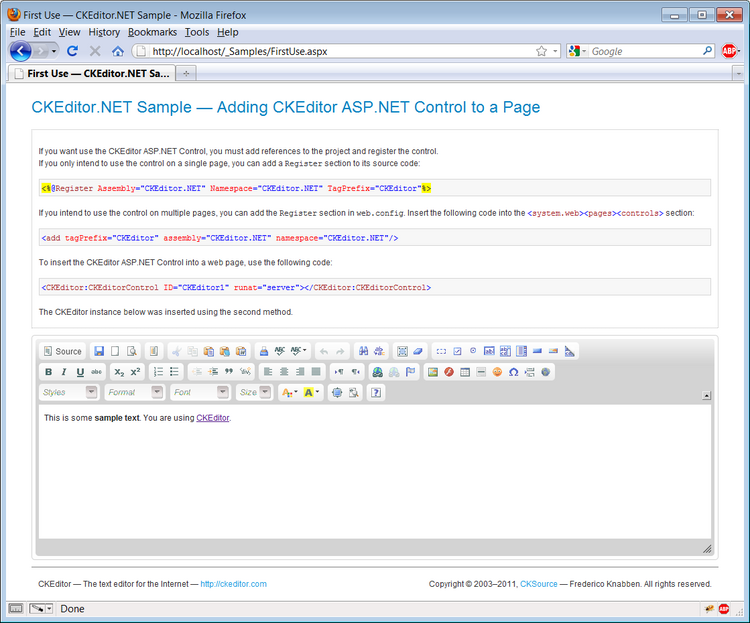 First Use — CKEditor.NET Sample - Mozilla Firefox
File Edit View History Bookmarks Tools Help
http://localhost/_Samples/FirstUse.aspx
Google
ABP
First Use — CKEditor.NET Sa...
CKEditor.NET Sample — Adding CKEditor ASP.NET Control to a Page
If you want use the CKEditor ASP.NET Control, you must add references to the project and register the control.
If you only intend to use the control on a single page, you can add a Register section to its source code:
<%@Register Assembly="CKEditor.NET" Namespace="CKEditor.NET" TagPrefix="CKEditor"%>
If you intend to use the control on multiple pages, you can add the Register section in web.config. Insert the following code into the <system.web><pages><controls> section:
<add tagPrefix="CKEditor" assembly="CKEditor.NET" namespace="CKEditor.NET"/>
To insert the CKEditor ASP.NET Control into a web page, use the following code:
<CKEditor:CKEditorControl ID="CKEditor1" runat="server"></CKEditor:CKEditorControl>
The CKEditor instance below was inserted using the second method.
Source
B I U abc X2 X2
Styles Format Font Size
This is some sample text. You are using CKEditor.
CKEditor — The text editor for the Internet — http://ckeditor.com
Copyright © 2003–2011, CKSource — Frederico Knabben. All rights reserved.
Done
ABP